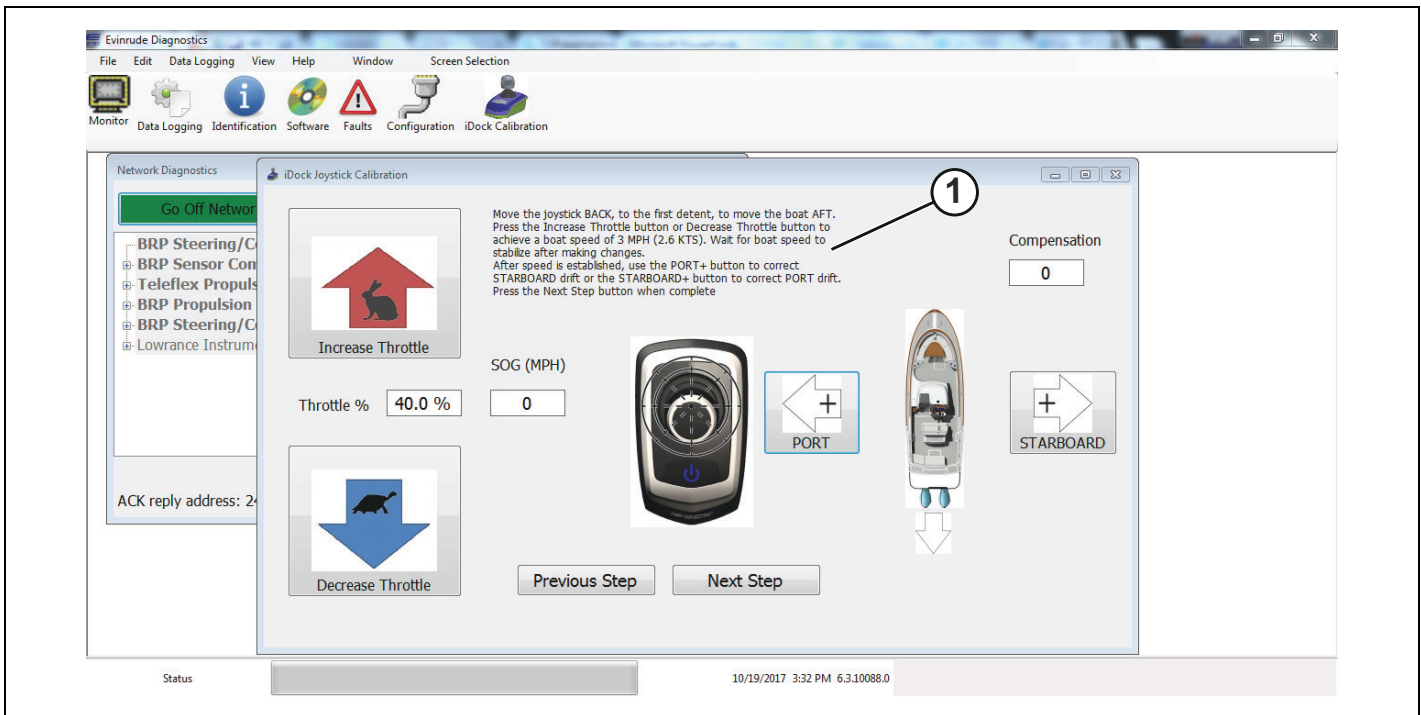 Evinrude Diagnostics
File Edit Data Logging View Help Window Screen Selection
Monitor Data Logging Identification Software Faults Configuration iDock Calibration
Network Diagnostics
Go Off Networ
BRP Steering/C
BRP Sensor Con
Teleflex Propuls
BRP Propulsion
BRP Steering/C
Lowrance Instrum
ACK reply address: 24
iDock Joystick Calibration
1
Increase Throttle
Throttle % 40.0 %
Decrease Throttle
Move the joystick BACK, to the first detent, to move the boat AFT.
Press the Increase Throttle button or Decrease Throttle button to
achieve a boat speed of 3 MPH (2.6 KTS). Wait for boat speed to
stabilize after making changes.
After speed is established, use the PORT+ button to correct
STARBOARD drift or the STARBOARD+ button to correct PORT drift.
Press the Next Step button when complete
SOG (MPH)
0
PORT
Compensation
0
STARBOARD
Previous Step Next Step
Status 10/19/2017 3:32 PM 6.3.10088.0